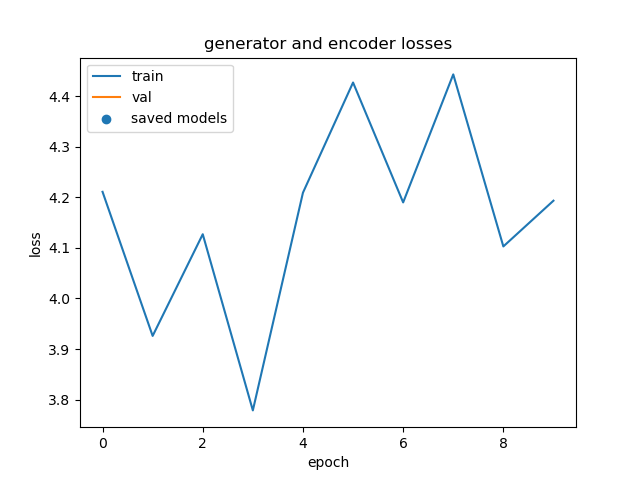 generator and encoder losses
train
val
saved models
4.4
4.3
4.2
4.1
4.0
3.9
3.8
loss
0
2
4
6
8
epoch